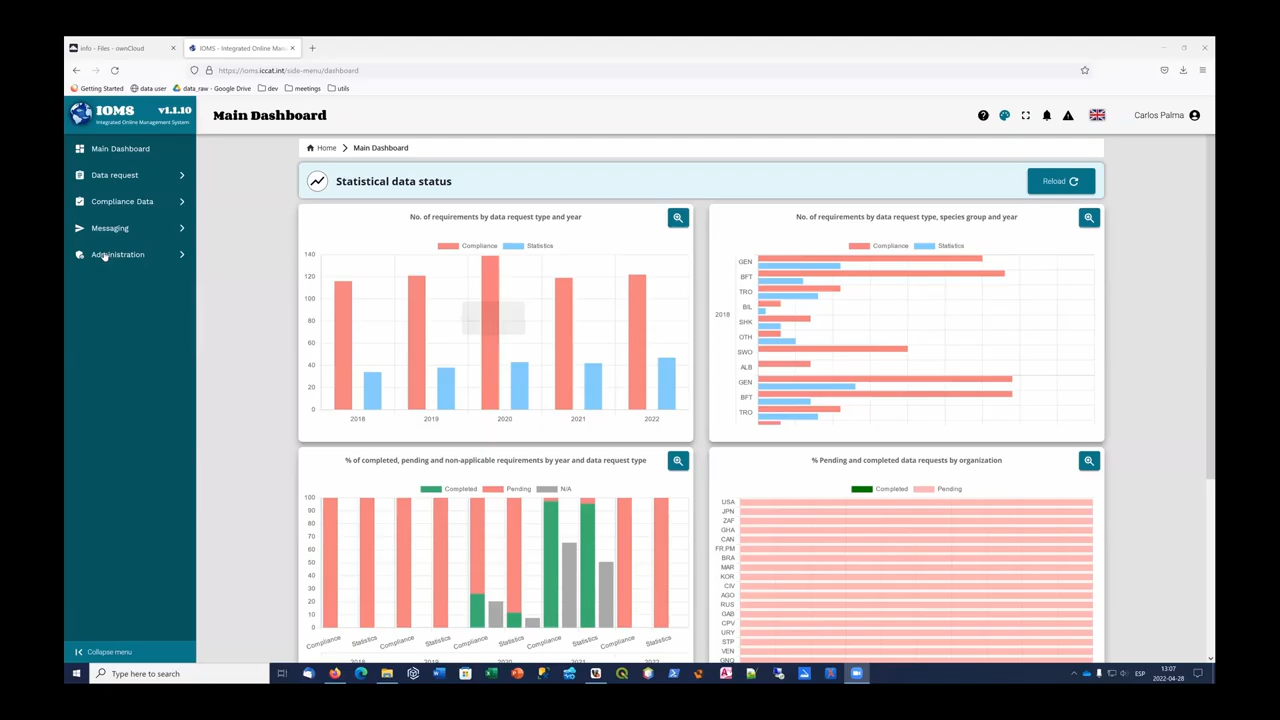 info - Files - ownCloud
IOMS - Integrated Online Man
https://ioms.iccat.int/side-menu/dashboard
Getting Started
data user
data_raw - Google Drive
dev
meetings
utils
IOMS
v1.1.10
Integrated Online Management System
Main Dashboard
Carlos Palma
Main Dashboard
Data request
Compliance Data
Messaging
Administration
Collapse menu
Home
Main Dashboard
Statistical data status
Reload
No. of requirements by data request type and year
Compliance
Statistics
140
120
100
80
60
40
20
0
2018
2019
2020
2021
2022
No. of requirements by data request type, species group and year
Compliance
Statistics
GEN
BFT
TRO
BIL
2018
SHK
OTH
SWO
ALB
GEN
BFT
TRO
% of completed, pending and non-applicable requirements by year and data request type
Completed
Pending
N/A
100
90
80
70
60
50
40
30
20
10
0
Compliance
Statistics
Compliance
Statistics
Compliance
Statistics
Compliance
Statistics
Compliance
Statistics
2018
2019
2020
2021
2022
% Pending and completed data requests by organization
Completed
Pending
USA
JPN
ZAF
GHA
CAN
FR.PM
BRA
MAR
KOR
CIV
AGO
RUS
GAB
CPV
URY
STP
VEN
GNQ
Type here to search
ESP
13:07
2022-04-28